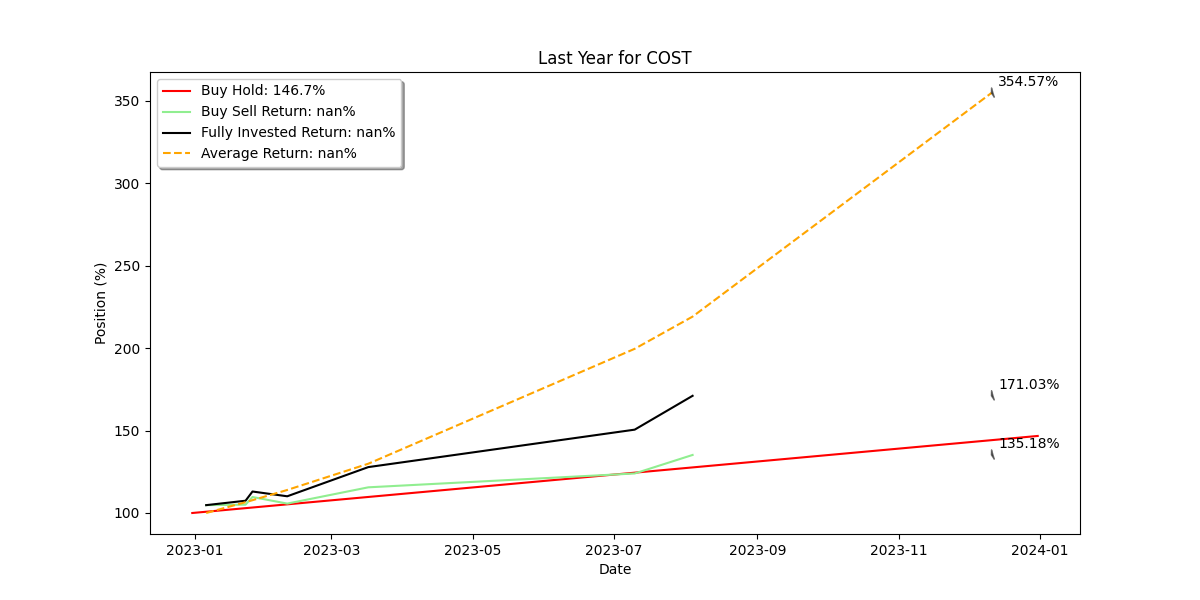 Last Year for COST
354.57%
Buy Hold: 146.7%
Buy Sell Return: nan%
Fully Invested Return: nan%
Average Return: nan%
350
300
250
200
150
100
Position (%)
171.03%
135.18%
2023-01 2023-03 2023-05 2023-07 2023-09 2023-11 2024-01
Date